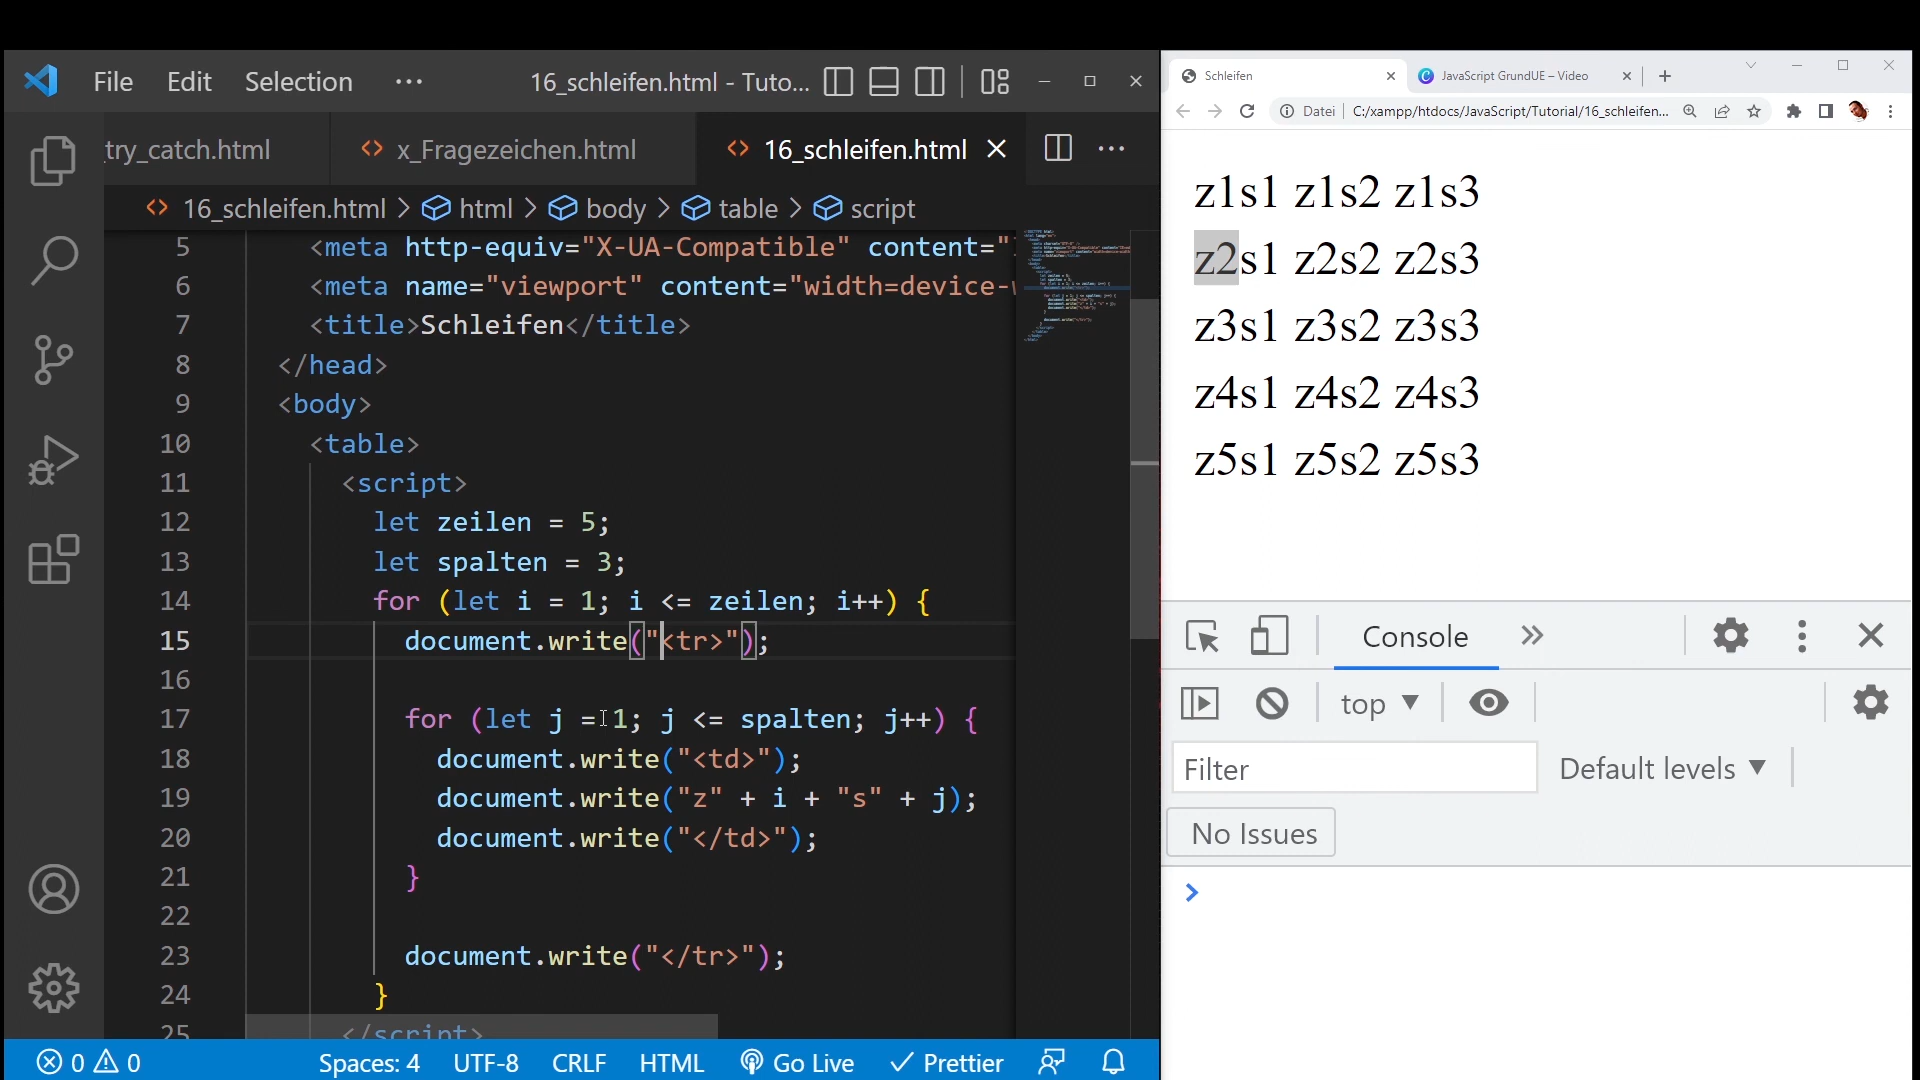 File Edit Selection ··· 16_schleifen.html - Tuto...
try_catch.html x_Fragezeichen.html 16_schleifen.html
16_schleifen.html > html > body > table > script
5 <meta http-equiv="X-UA-Compatible" content="
6 <meta name="viewport" content="width=device-w
7 <title>Schleifen</title>
8 </head>
9 <body>
10 <table>
11 <script>
12 let zeilen = 5;
13 let spalten = 3;
14 for (let i = 1; i <= zeilen; i++) {
15 document.write("<tr>");
16
17 for (let j = 1; j <= spalten; j++) {
18 document.write("<td>");
19 document.write("z" + i + "s" + j);
20 document.write("</td>");
21 }
22
23 document.write("</tr>");
24 }
25 </script>
0 0 Spaces: 4 UTF-8 CRLF HTML Go Live Prettier
Schleifen JavaScript GrundUE – Video
Datei C:/xampp/htdocs/JavaScript/Tutorial/16_schleifen...
z1s1 z1s2 z1s3
z2s1 z2s2 z2s3
z3s1 z3s2 z3s3
z4s1 z4s2 z4s3
z5s1 z5s2 z5s3
Console
top
Filter Default levels
No Issues